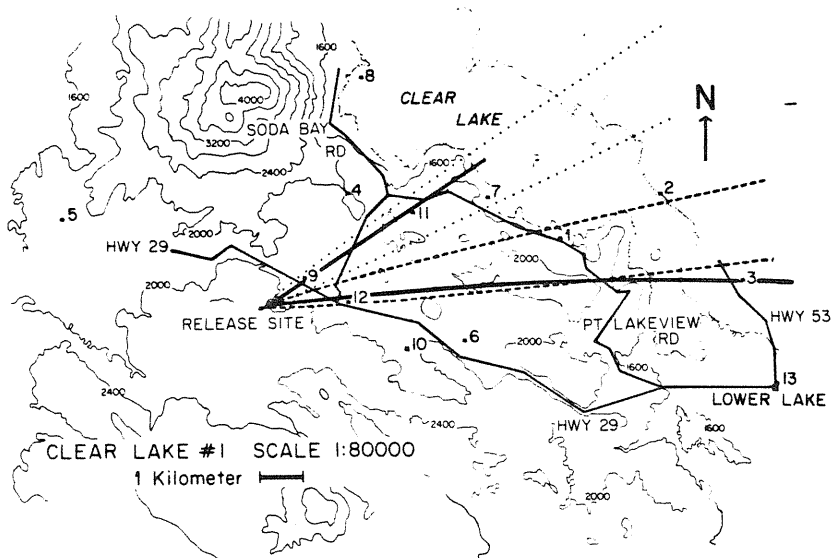 1600
8
CLEAR
LAKE
N
4000
1600
SODA BAY
RD
3200
2400
1600
4
7
2
5
11
2000
HWY 29
1
2000
9
2000
12
3
RELEASE SITE
PT. LAKEVIEW
RD
HWY 53
6
2000
10
1600
13
2400
LOWER LAKE
2400
HWY 29
1600
CLEAR LAKE #1 SCALE 1:80000
1 Kilometer
2000
1600